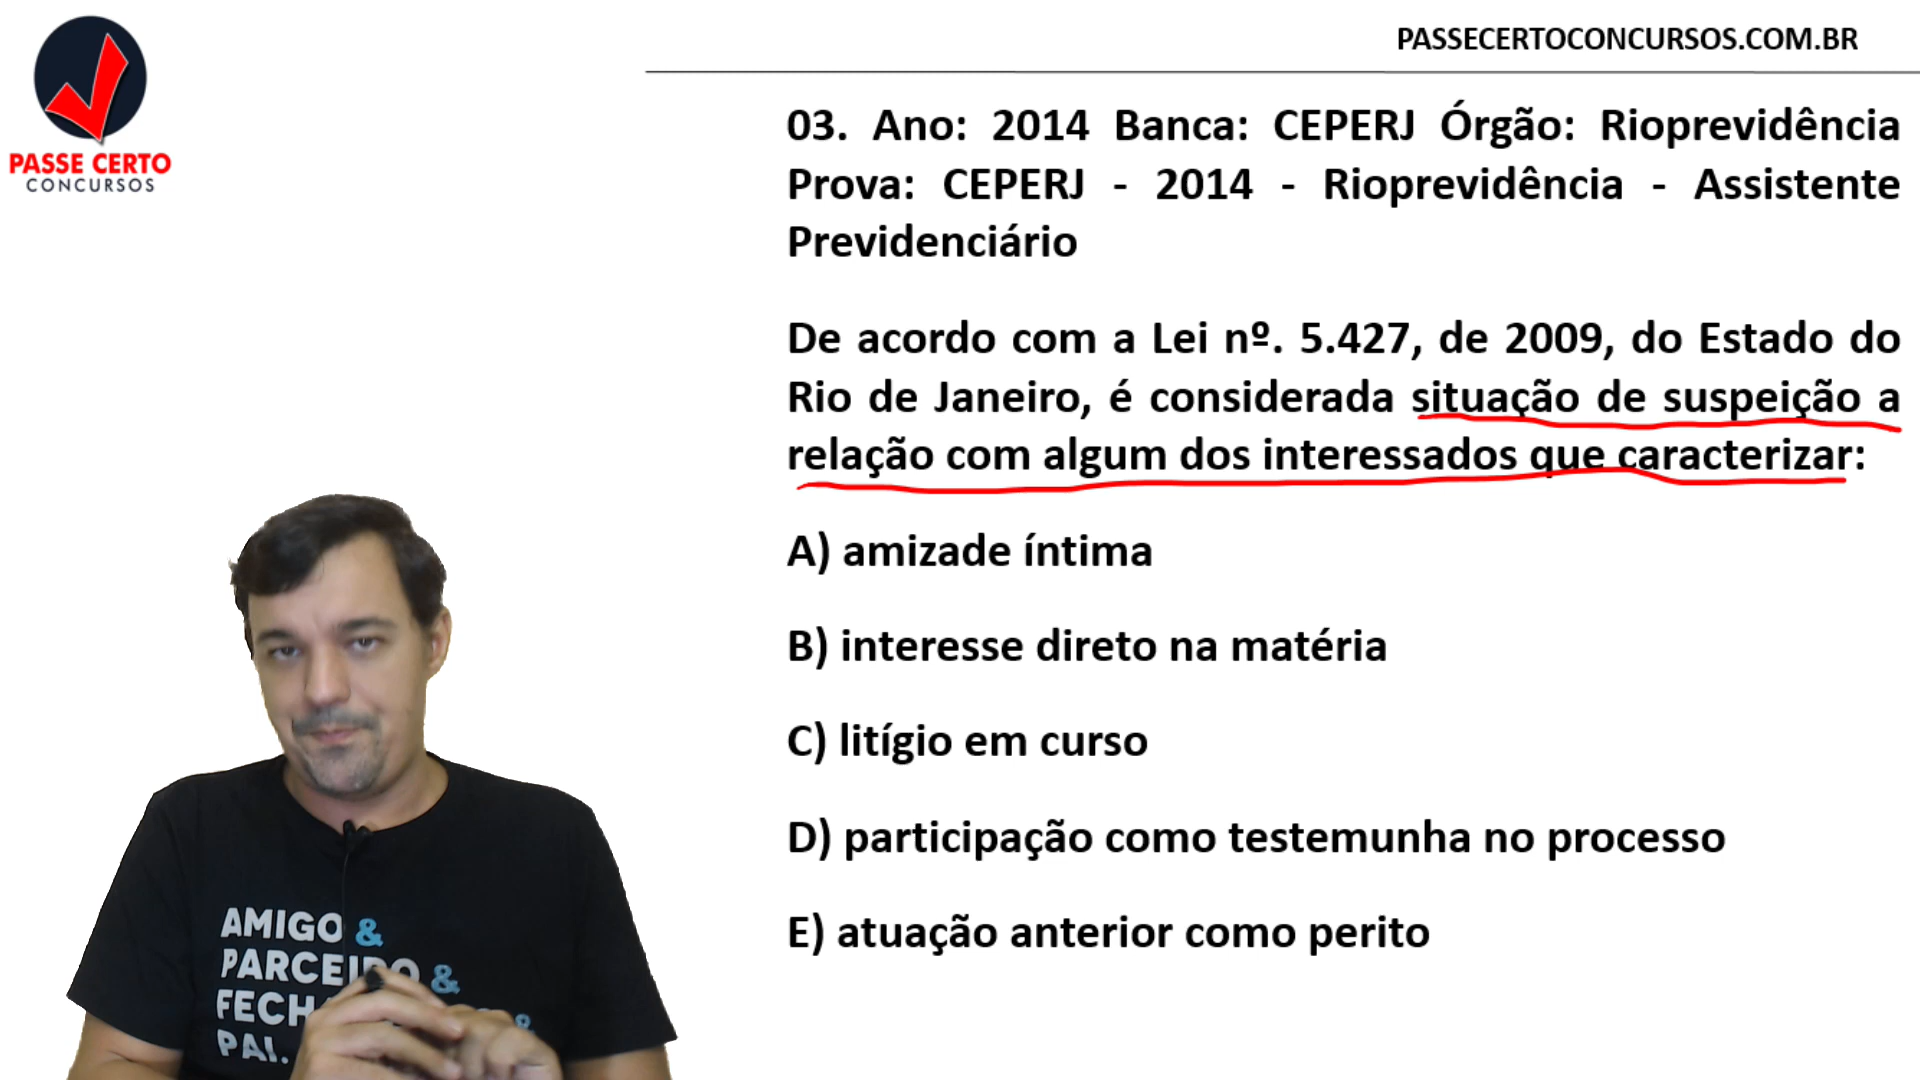 PASSE CERTO
CONCURSOS
PASSECERTOCONCURSOS.COM.BR
03. Ano: 2014 Banca: CEPERJ Órgão: Rioprevidência
Prova: CEPERJ - 2014 - Rioprevidência - Assistente
Previdenciário
De acordo com a Lei nº. 5.427, de 2009, do Estado do
Rio de Janeiro, é considerada situação de suspeição a
relação com algum dos interessados que caracterizar:
A) amizade íntima
B) interesse direto na matéria
C) litígio em curso
D) participação como testemunha no processo
E) atuação anterior como perito
AMIGO &
PARCEIRO &
FECH
&
PAI.